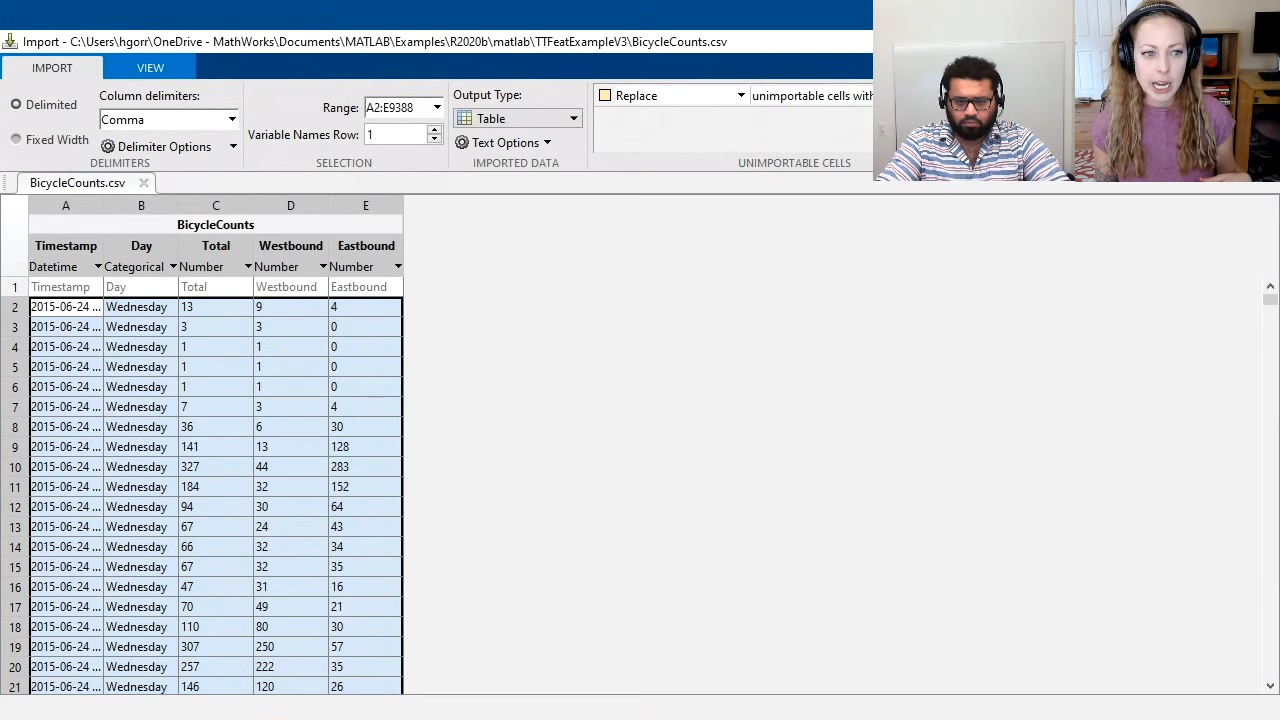 Import - C:\Users\hgorr\OneDrive - MathWorks\Documents\MATLAB\Examples\R2020b\matlab\TTFeatExampleV3\BicycleCounts.csv
IMPORT VIEW
Delimited
Fixed Width
Column delimiters:
Comma
Delimiter Options
DELIMITERS
Range: A2:E9388
Variable Names Row: 1
SELECTION
Output Type:
Table
Text Options
IMPORTED DATA
Replace unimportable cells with
UNIMPORTABLE CELLS
BicycleCounts.csv
A B C D E
BicycleCounts
Timestamp Day Total Westbound Eastbound
Datetime Categorical Number Number Number
1 Timestamp Day Total Westbound Eastbound
2 2015-06-24 ... Wednesday 13 9 4
3 2015-06-24 ... Wednesday 3 3 0
4 2015-06-24 ... Wednesday 1 1 0
5 2015-06-24 ... Wednesday 1 1 0
6 2015-06-24 ... Wednesday 1 1 0
7 2015-06-24 ... Wednesday 7 3 4
8 2015-06-24 ... Wednesday 36 6 30
9 2015-06-24 ... Wednesday 141 13 128
10 2015-06-24 ... Wednesday 327 44 283
11 2015-06-24 ... Wednesday 184 32 152
12 2015-06-24 ... Wednesday 94 30 64
13 2015-06-24 ... Wednesday 67 24 43
14 2015-06-24 ... Wednesday 66 32 34
15 2015-06-24 ... Wednesday 67 32 35
16 2015-06-24 ... Wednesday 47 31 16
17 2015-06-24 ... Wednesday 70 49 21
18 2015-06-24 ... Wednesday 110 80 30
19 2015-06-24 ... Wednesday 307 250 57
20 2015-06-24 ... Wednesday 257 222 35
21 2015-06-24 ... Wednesday 146 120 26